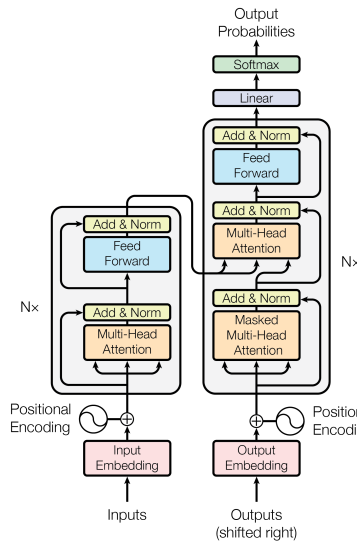 Output
Probabilities
Softmax
Linear
Add & Norm
Feed
Forward
Add & Norm
Multi-Head
Attention
Add & Norm
Masked
Multi-Head
Attention
N×
Add & Norm
Feed
Forward
Add & Norm
Multi-Head
Attention
N×
Positional
Encoding
Positio
Encodi
Input
Embedding
Output
Embedding
Inputs
Outputs
(shifted right)